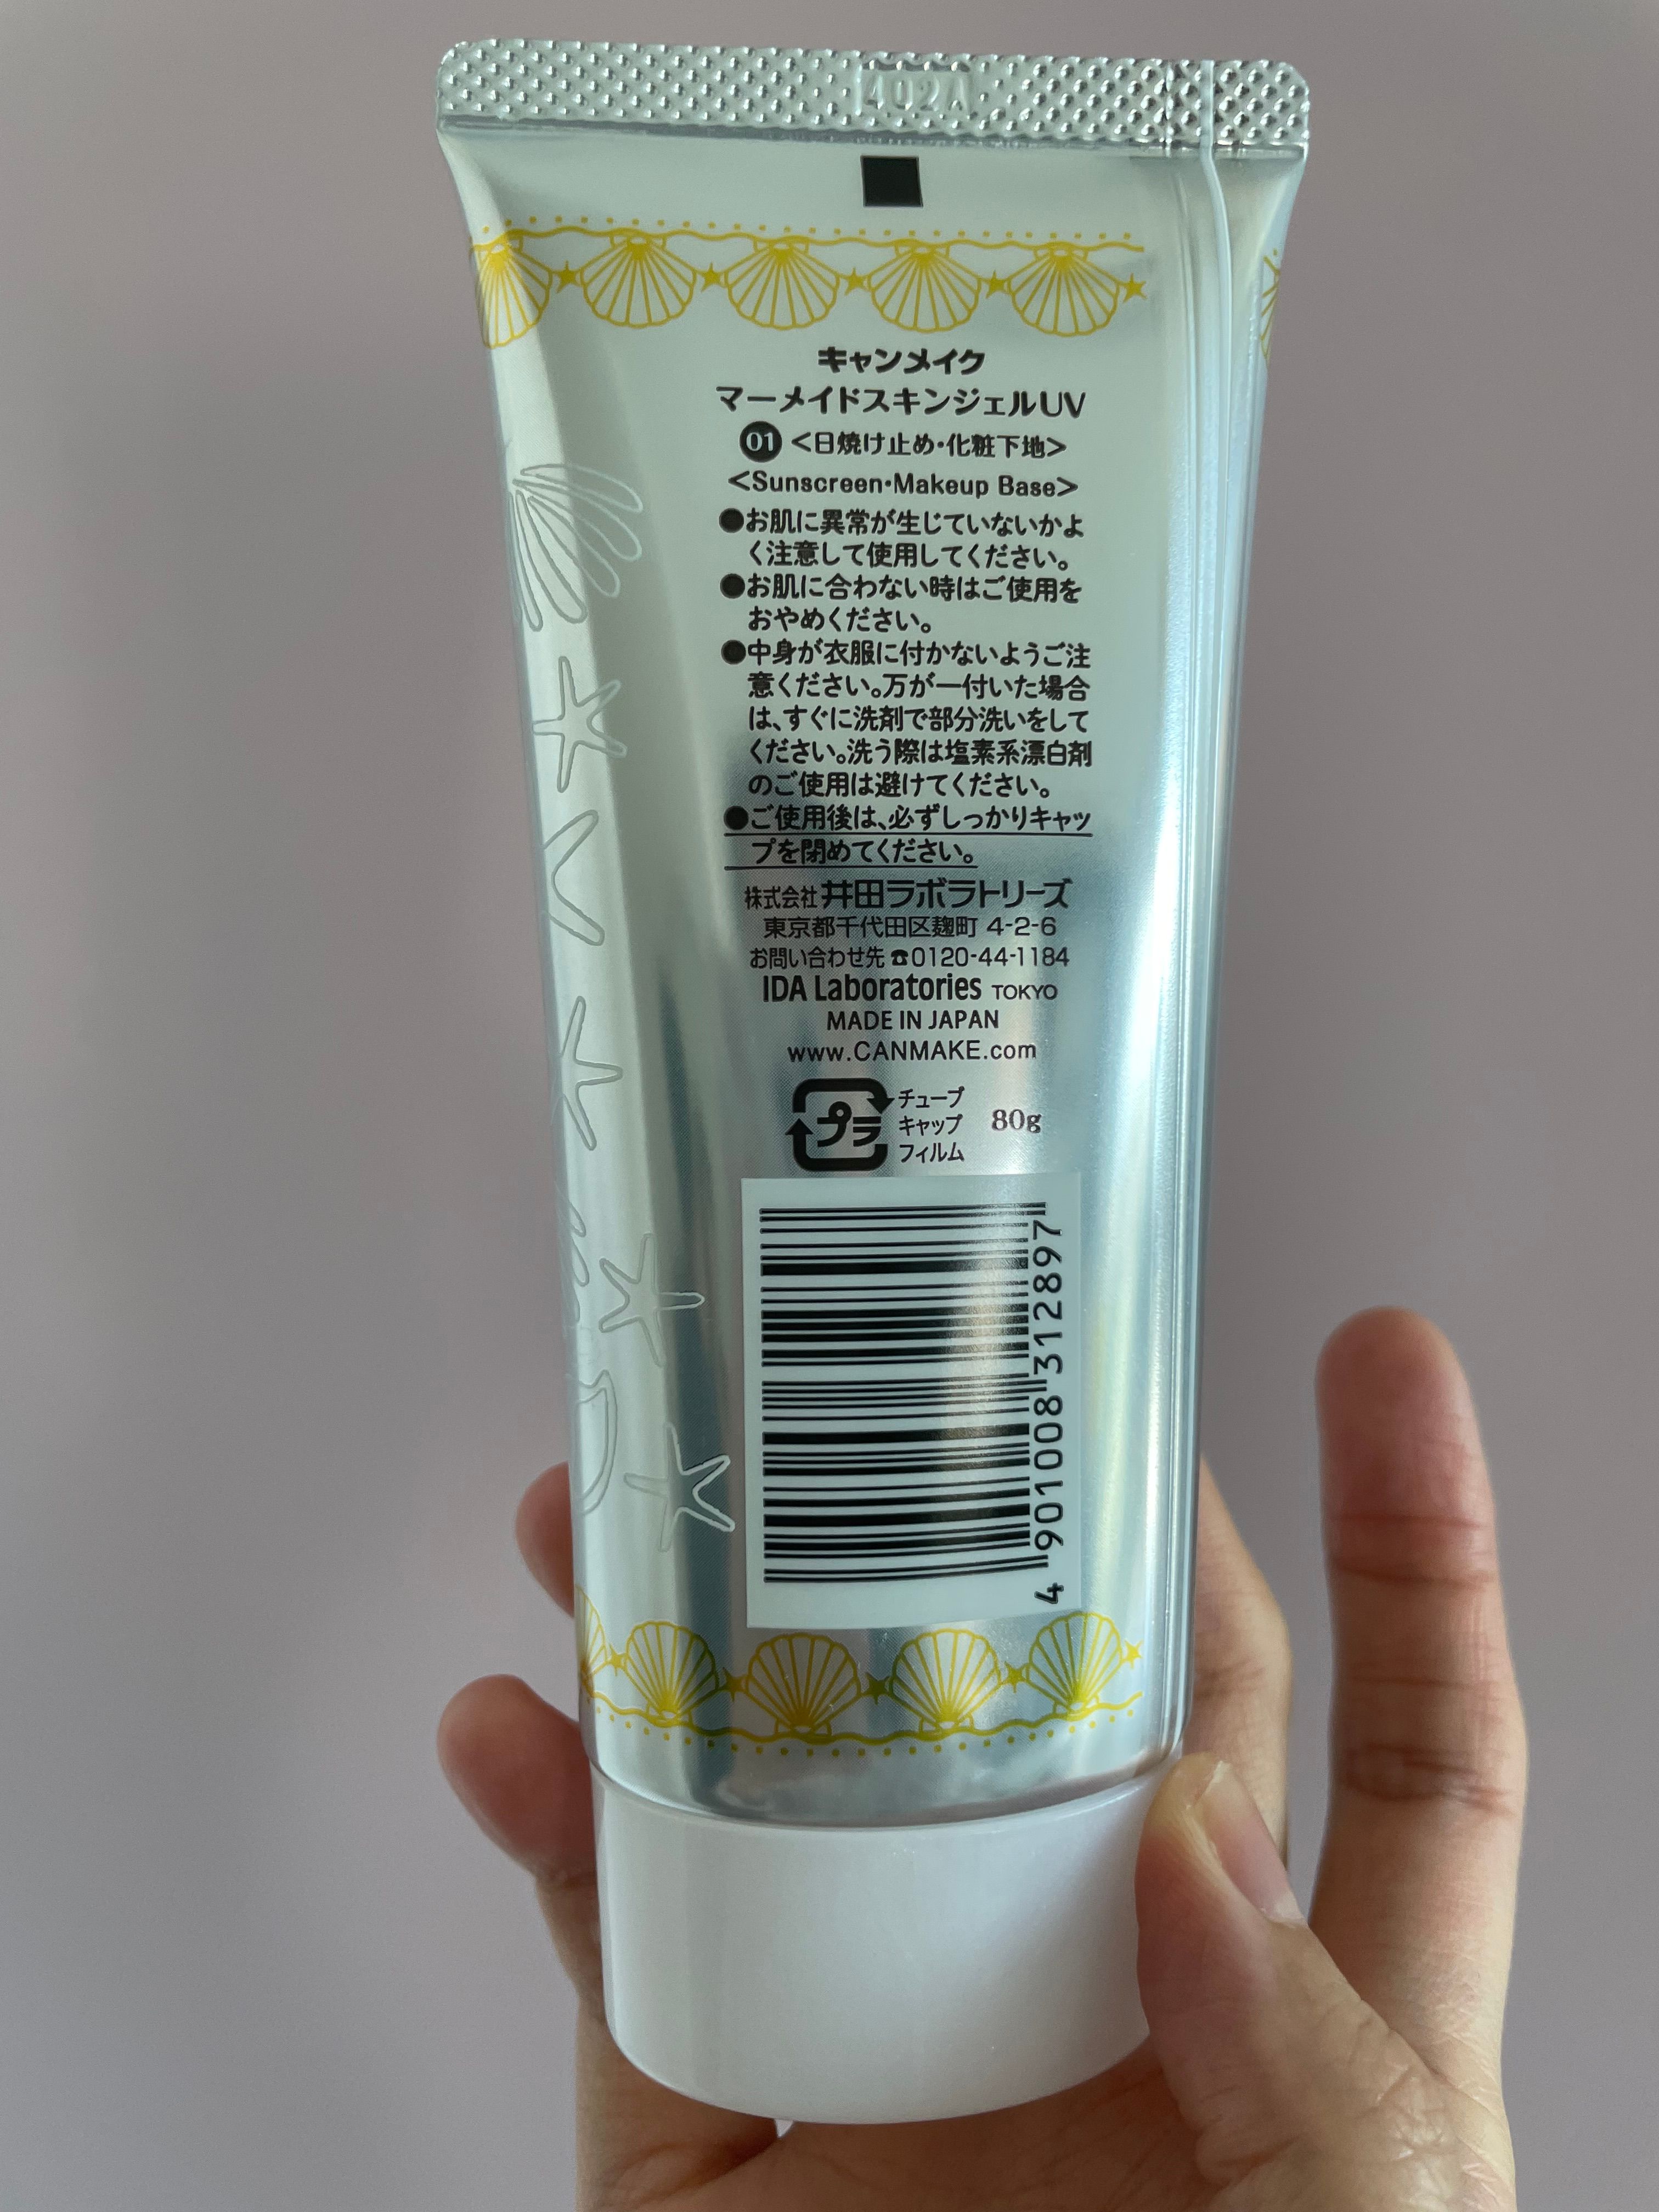 402A
キャンメイク
マーメイドスキンジェルUV
01 <日焼け止め・化粧下地>
<Sunscreen・Makeup Base>
●お肌に異常が生じていないかよ
く注意して使用してください。
●お肌に合わない時はご使用を
おやめください。
●中身が衣服に付かないようご注
意ください。万が一付いた場合
は、すぐに洗剤で部分洗いをして
ください。洗う際は塩素系漂白剤
のご使用は避けてください。
●ご使用後は、必ずしっかりキャッ
プを閉めてください。
株式会社 井田ラボラトリーズ
東京都千代田区麹町 4-2-6
お問い合わせ先 ☎0120-44-1184
IDA Laboratories TOKYO
MADE IN JAPAN
www.CANMAKE.com
プラ
チューブ
キャップ
フィルム
80g
4 901008 312897